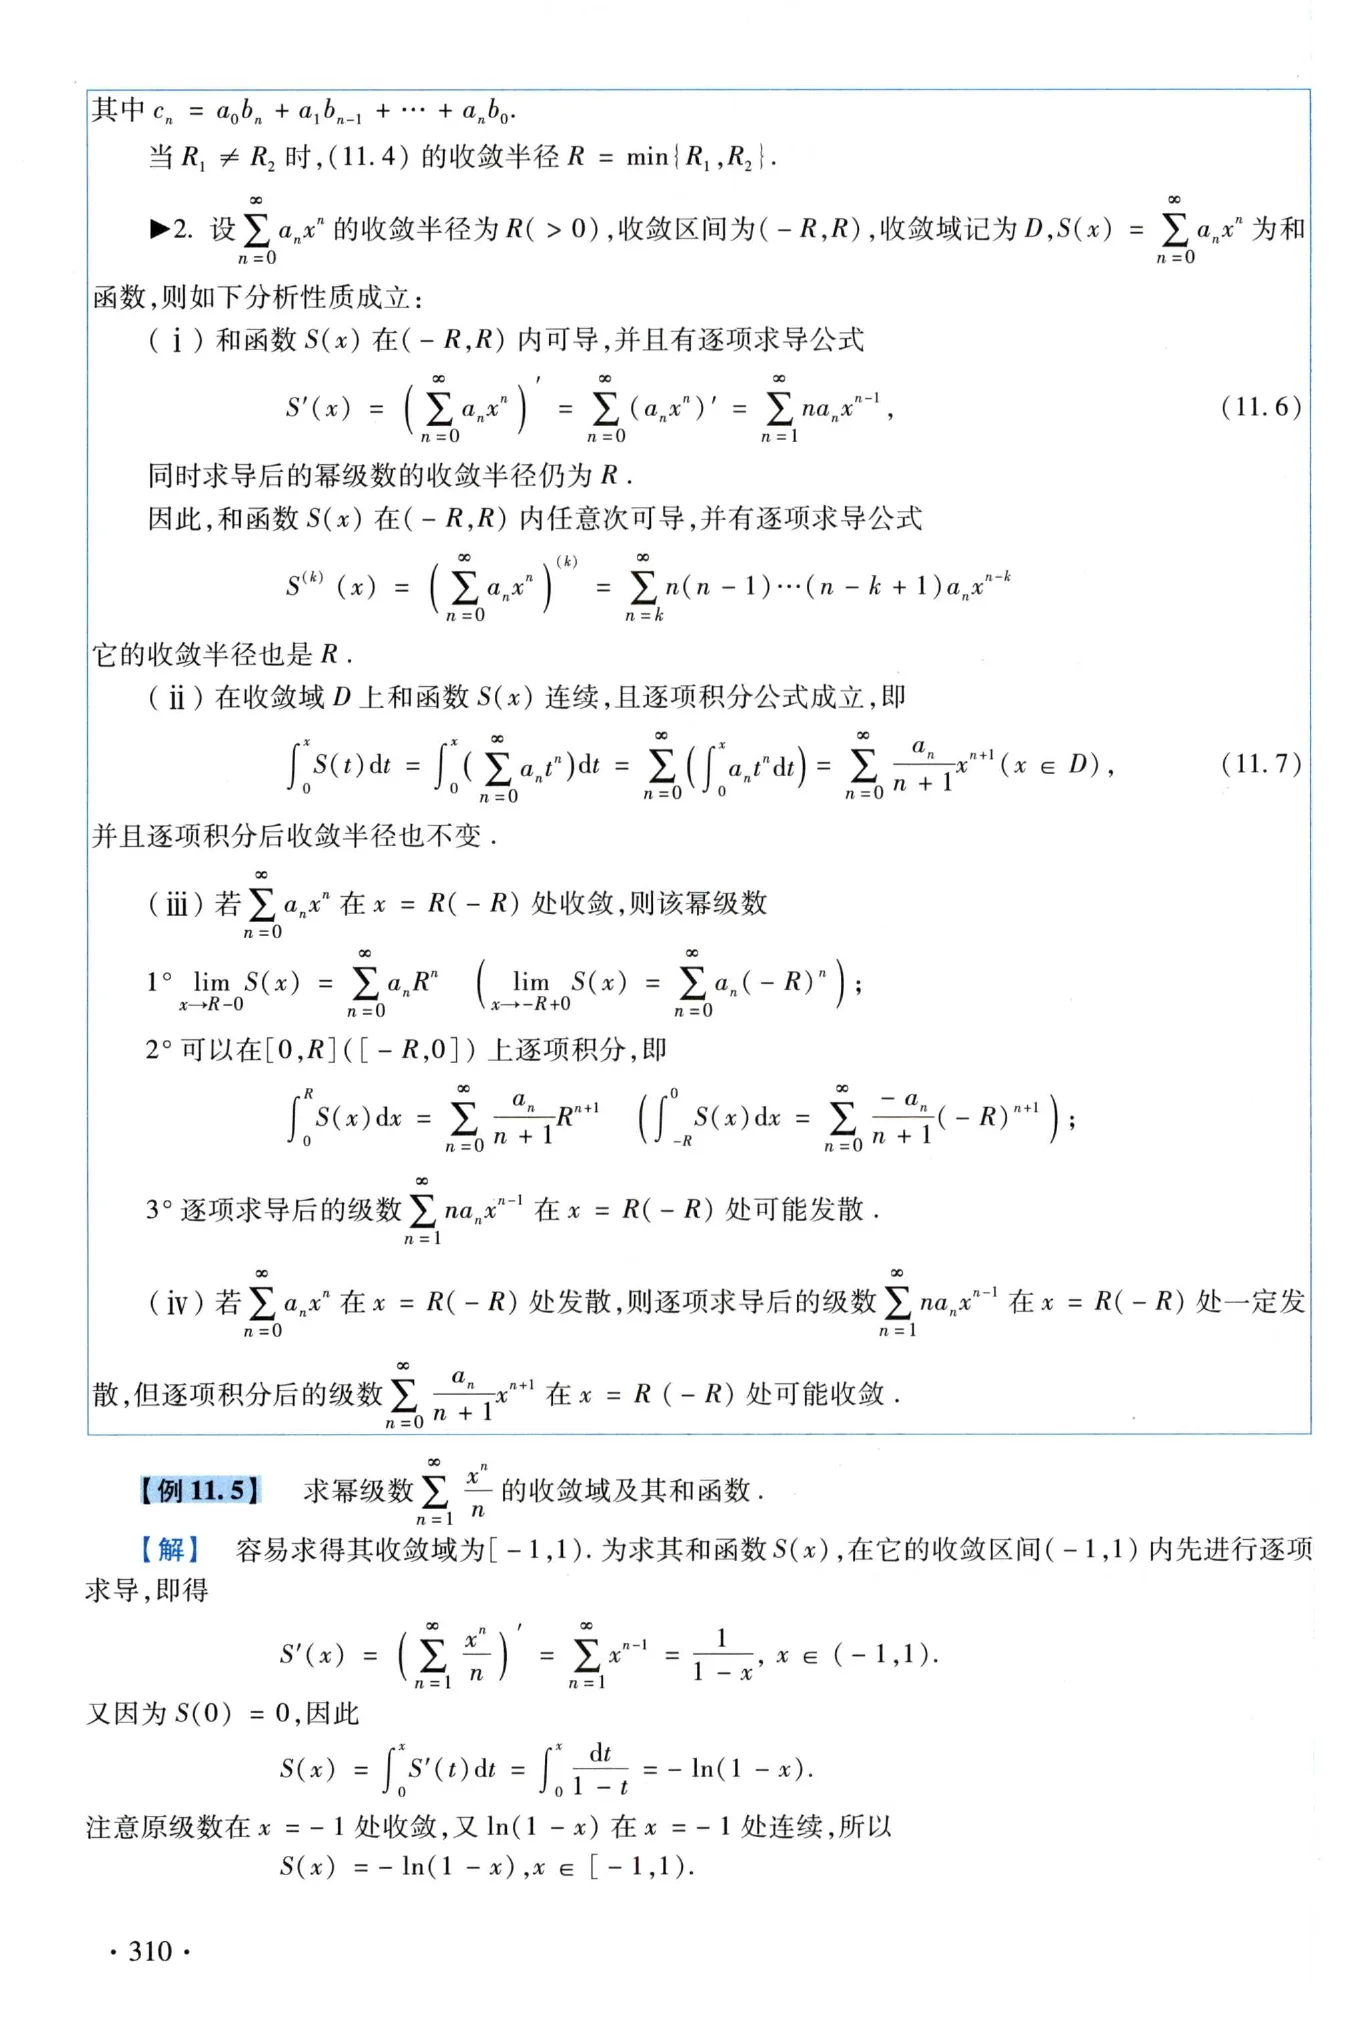 其中 $c_n = a_0b_n + a_1b_{n-1} + \cdots + a_nb_0$.
当 $R_1 \neq R_2$ 时,(11.4) 的收敛半径 $R = \min\{R_1,R_2\}$.
▶2. 设 $\sum_{n=0}^{\infty} a_nx^n$ 的收敛半径为 $R(>0)$,收敛区间为$(-R,R)$,收敛域记为 $D$,$S(x) = \sum_{n=0}^{\infty} a_nx^n$ 为和
函数,则如下分析性质成立:
(ⅰ) 和函数 $S(x)$ 在$(-R,R)$ 内可导,并且有逐项求导公式
$S'(x) = \left(\sum_{n=0}^{\infty} a_nx^n\right)' = \sum_{n=0}^{\infty}(a_nx^n)' = \sum_{n=1}^{\infty} na_nx^{n-1}$, (11.6)
同时求导后的幂级数的收敛半径仍为 $R$.
因此,和函数 $S(x)$ 在$(-R,R)$ 内任意次可导,并有逐项求导公式
$S^{(k)}(x) = \left(\sum_{n=0}^{\infty} a_nx^n\right)^{(k)} = \sum_{n=k}^{\infty} n(n-1)\cdots(n-k+1)a_nx^{n-k}$
它的收敛半径也是 $R$.
(ⅱ) 在收敛域 $D$ 上和函数 $S(x)$ 连续,且逐项积分公式成立,即
$\int_0^x S(t)\mathrm{d}t = \int_0^x (\sum_{n=0}^{\infty} a_nt^n)\mathrm{d}t = \sum_{n=0}^{\infty}(\int_0^x a_nt^n\mathrm{d}t) = \sum_{n=0}^{\infty} \frac{a_n}{n+1}x^{n+1}(x \in D)$, (11.7)
并且逐项积分后收敛半径也不变.
(ⅲ) 若 $\sum_{n=0}^{\infty} a_nx^n$ 在 $x = R(-R)$ 处收敛,则该幂级数
1° $\lim_{x \to R-0} S(x) = \sum_{n=0}^{\infty} a_nR^n \quad \left(\lim_{x \to -R+0} S(x) = \sum_{n=0}^{\infty} a_n(-R)^n\right)$;
2° 可以在$[0,R]([-R,0])$ 上逐项积分,即
$\int_0^R S(x)\mathrm{d}x = \sum_{n=0}^{\infty} \frac{a_n}{n+1}R^{n+1} \quad \left(\int_{-R}^0 S(x)\mathrm{d}x = \sum_{n=0}^{\infty} \frac{-a_n}{n+1}(-R)^{n+1}\right)$;
3° 逐项求导后的级数 $\sum_{n=1}^{\infty} na_nx^{n-1}$ 在 $x = R(-R)$ 处可能发散.
(ⅳ) 若 $\sum_{n=0}^{\infty} a_nx^n$ 在 $x = R(-R)$ 处发散,则逐项求导后的级数 $\sum_{n=1}^{\infty} na_nx^{n-1}$ 在 $x = R(-R)$ 处一定发
散,但逐项积分后的级数 $\sum_{n=0}^{\infty} \frac{a_n}{n+1}x^{n+1}$ 在 $x = R(-R)$ 处可能收敛.
【例 11.5】 求幂级数 $\sum_{n=1}^{\infty} \frac{x^n}{n}$ 的收敛域及其和函数.
【解】 容易求得其收敛域为$[-1,1)$. 为求其和函数 $S(x)$,在它的收敛区间$(-1,1)$ 内先进行逐项
求导,即得
$S'(x) = \left(\sum_{n=1}^{\infty} \frac{x^n}{n}\right)' = \sum_{n=1}^{\infty} x^{n-1} = \frac{1}{1-x}, x \in (-1,1)$.
又因为 $S(0) = 0$,因此
$S(x) = \int_0^x S'(t)\mathrm{d}t = \int_0^x \frac{\mathrm{d}t}{1-t} = -\ln(1-x)$.
注意原级数在 $x = -1$ 处收敛,又 $\ln(1-x)$ 在 $x = -1$ 处连续,所以
$S(x) = -\ln(1-x), x \in [-1,1)$.
· 310 ·